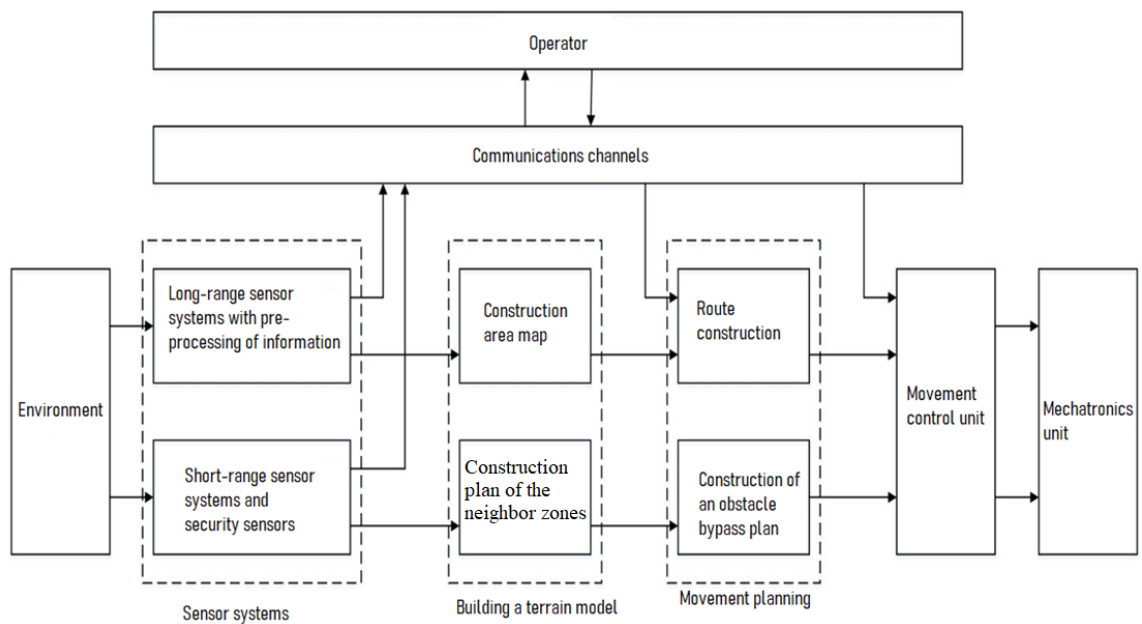 Operator
Communications channels
Long-range sensor
systems with pre-
processing of information
Construction
area map
Route
construction
Environment
Movement
control unit
Mechatronics
unit
Short-range sensor
systems and
security sensors
Construction
plan of the
neighbor zones
Construction of
an obstacle
bypass plan
Sensor systems
Building a terrain model
Movement planning